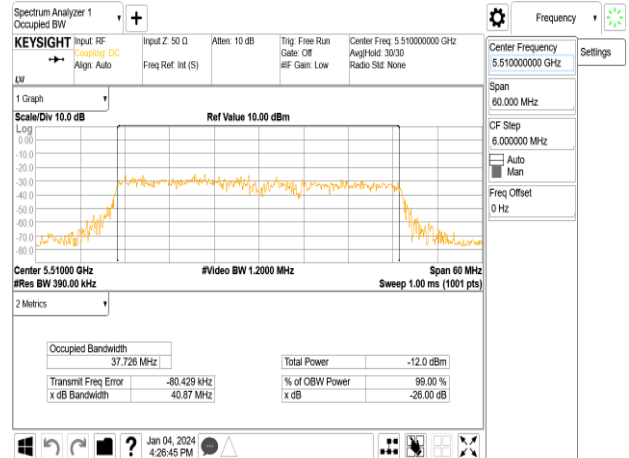 Spectrum Analyzer 1
Occupied BW
Frequency
KEYSIGHT
Input: RF
Coupling: DC
Align: Auto
Input Z: 50 Ω
Freq Ref: Int (S)
Atten: 10 dB
Trig: Free Run
Gate: Off
#IF Gain: Low
Center Freq: 5.510000000 GHz
Avg|Hold: 30/30
Radio Std: None
Center Frequency
5.510000000 GHz
Settings
Span
60.000 MHz
CF Step
6.000000 MHz
Auto
Man
Freq Offset
0 Hz
1 Graph
Scale/Div 10.0 dB
Ref Value 10.00 dBm
Log
0.00
-10.0
-20.0
-30.0
-40.0
-50.0
-60.0
-70.0
-80.0
Center 5.51000 GHz
#Video BW 1.2000 MHz
Span 60 MHz
#Res BW 390.00 kHz
Sweep 1.00 ms (1001 pts)
2 Metrics
Occupied Bandwidth
37.726 MHz
Total Power
-12.0 dBm
Transmit Freq Error
-80.429 kHz
% of OBW Power
99.00 %
x dB Bandwidth
40.87 MHz
x dB
-26.00 dB
?
Jan 04, 2024
4:26:45 PM